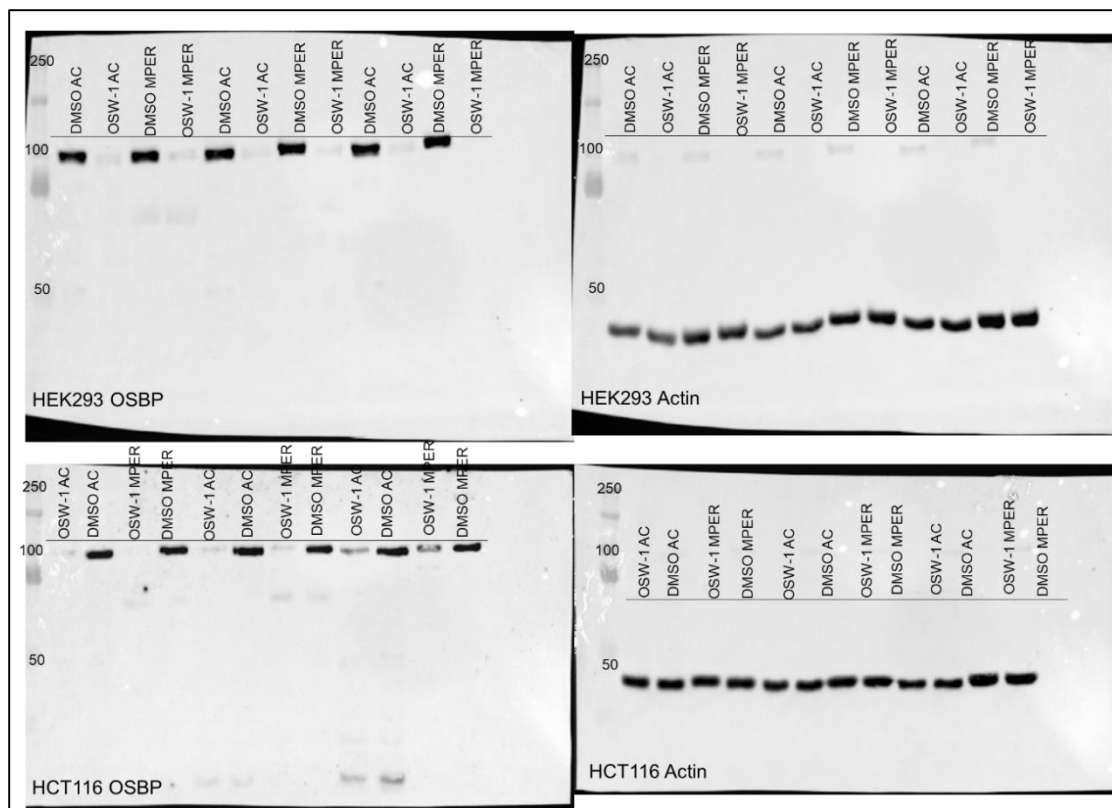 250
DMSO AC
OSW-1 AC
DMSO MPER
OSW-1 MPER
DMSO AC
OSW-1 AC
DMSO MPER
OSW-1 MPER
DMSO AC
OSW-1 AC
DMSO MPER
OSW-1 MPER
100
50
HEK293 OSBP
250
DMSO AC
OSW-1 AC
DMSO MPER
OSW-1 MPER
DMSO AC
OSW-1 AC
DMSO MPER
OSW-1 MPER
DMSO AC
OSW-1 AC
DMSO MPER
OSW-1 MPER
100
50
HEK293 Actin
250
OSW-1 AC
DMSO AC
OSW-1 MPER
DMSO MPER
OSW-1 AC
DMSO AC
OSW-1 MPER
DMSO MPER
OSW-1 AC
DMSO AC
OSW-1 MPER
DMSO MPER
100
50
HCT116 OSBP
250
OSW-1 AC
DMSO AC
OSW-1 MPER
DMSO MPER
OSW-1 AC
DMSO AC
OSW-1 MPER
DMSO MPER
OSW-1 AC
DMSO AC
OSW-1 MPER
DMSO MPER
100
50
HCT116 Actin